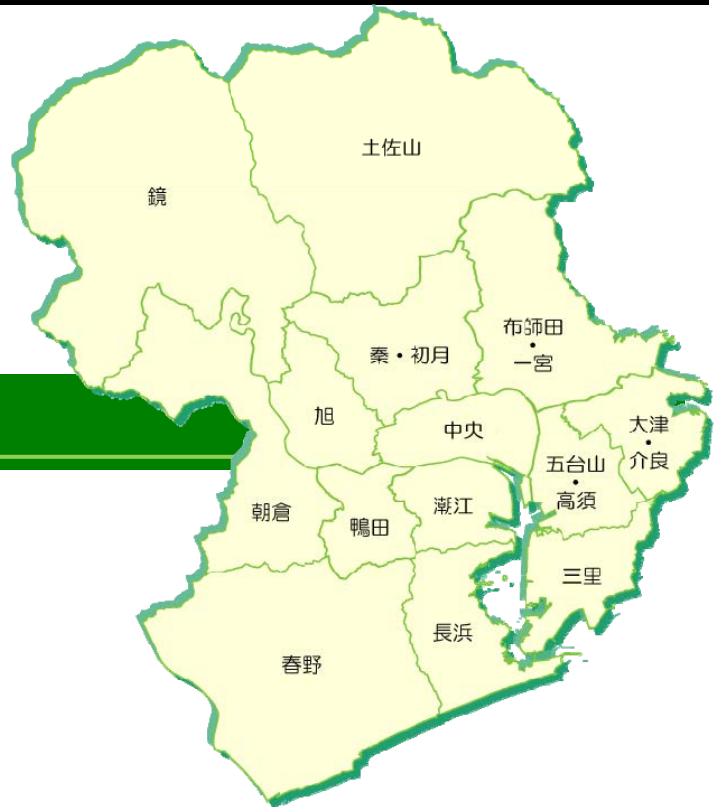 土佐山
鏡
布師田
・
一宮
秦・初月
旭
中央
大津
・
介良
五台山
・
高須
朝倉
鴨田
潮江
三里
長浜
春野